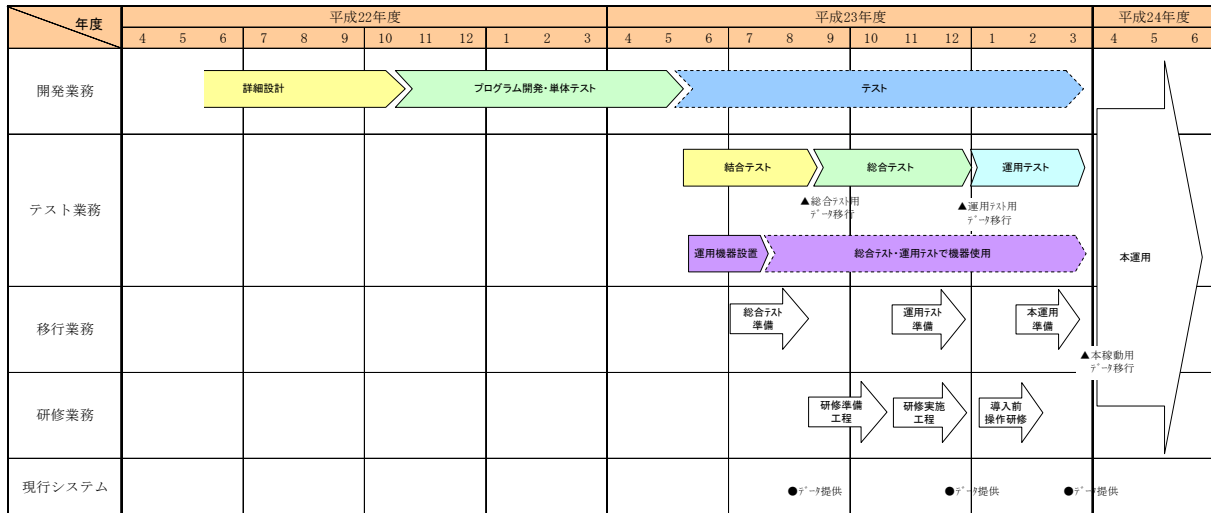 年度
平成22年度
平成23年度
平成24年度
4 5 6 7 8 9 10 11 12 1 2 3 4 5 6 7 8 9 10 11 12 1 2 3 4 5 6
開発業務
詳細設計
プログラム開発・単体テスト
テスト
テスト業務
結合テスト
総合テスト
運用テスト
▲総合テスト用
データ移行
▲運用テスト用
データ移行
運用機器設置
総合テスト・運用テストで機器使用
本運用
移行業務
総合テスト
準備
運用テスト
準備
本運用
準備
▲本稼動用
データ移行
研修業務
研修準備
工程
研修実施
工程
導入前
操作研修
現行システム
●データ提供
●データ提供
●データ提供